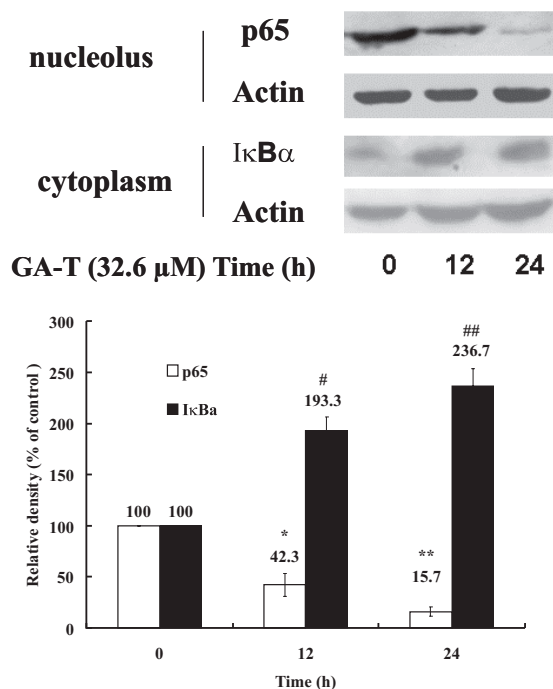 p65
nucleolus
Actin
IκBα
cytoplasm
Actin
GA-T (32.6 μM) Time (h) 0 12 24
300
250
200
150
100
50
0
Relative density (% of control)
p65
IκBa
100 100
*
42.3
#
193.3
**
15.7
##
236.7
0 12 24
Time (h)